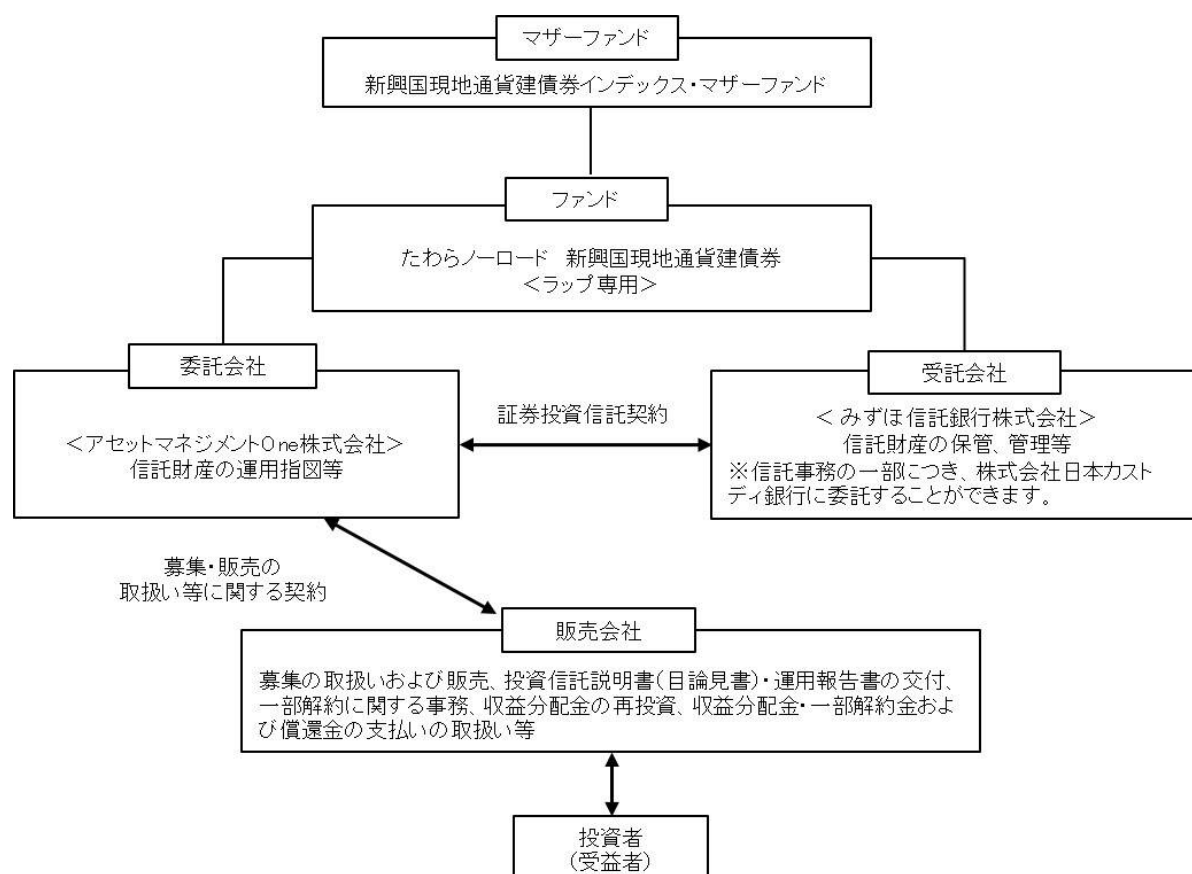 マザーファンド
新興国現地通貨建債券インデックス・マザーファンド
ファンド
たわらノーロード　新興国現地通貨建債券
＜ラップ専用＞
委託会社
＜アセットマネジメントOne株式会社＞
信託財産の運用指図等
証券投資信託契約
受託会社
＜みずほ信託銀行株式会社＞
信託財産の保管、管理等
※信託事務の一部につき、株式会社日本カスト
ディ銀行に委託することができます。
募集・販売の
取扱い等に関する契約
販売会社
募集の取扱いおよび販売、投資信託説明書（目論見書）・運用報告書の交付、
一部解約に関する事務、収益分配金の再投資、収益分配金・一部解約金およ
び償還金の支払いの取扱い等
投資者
（受益者）